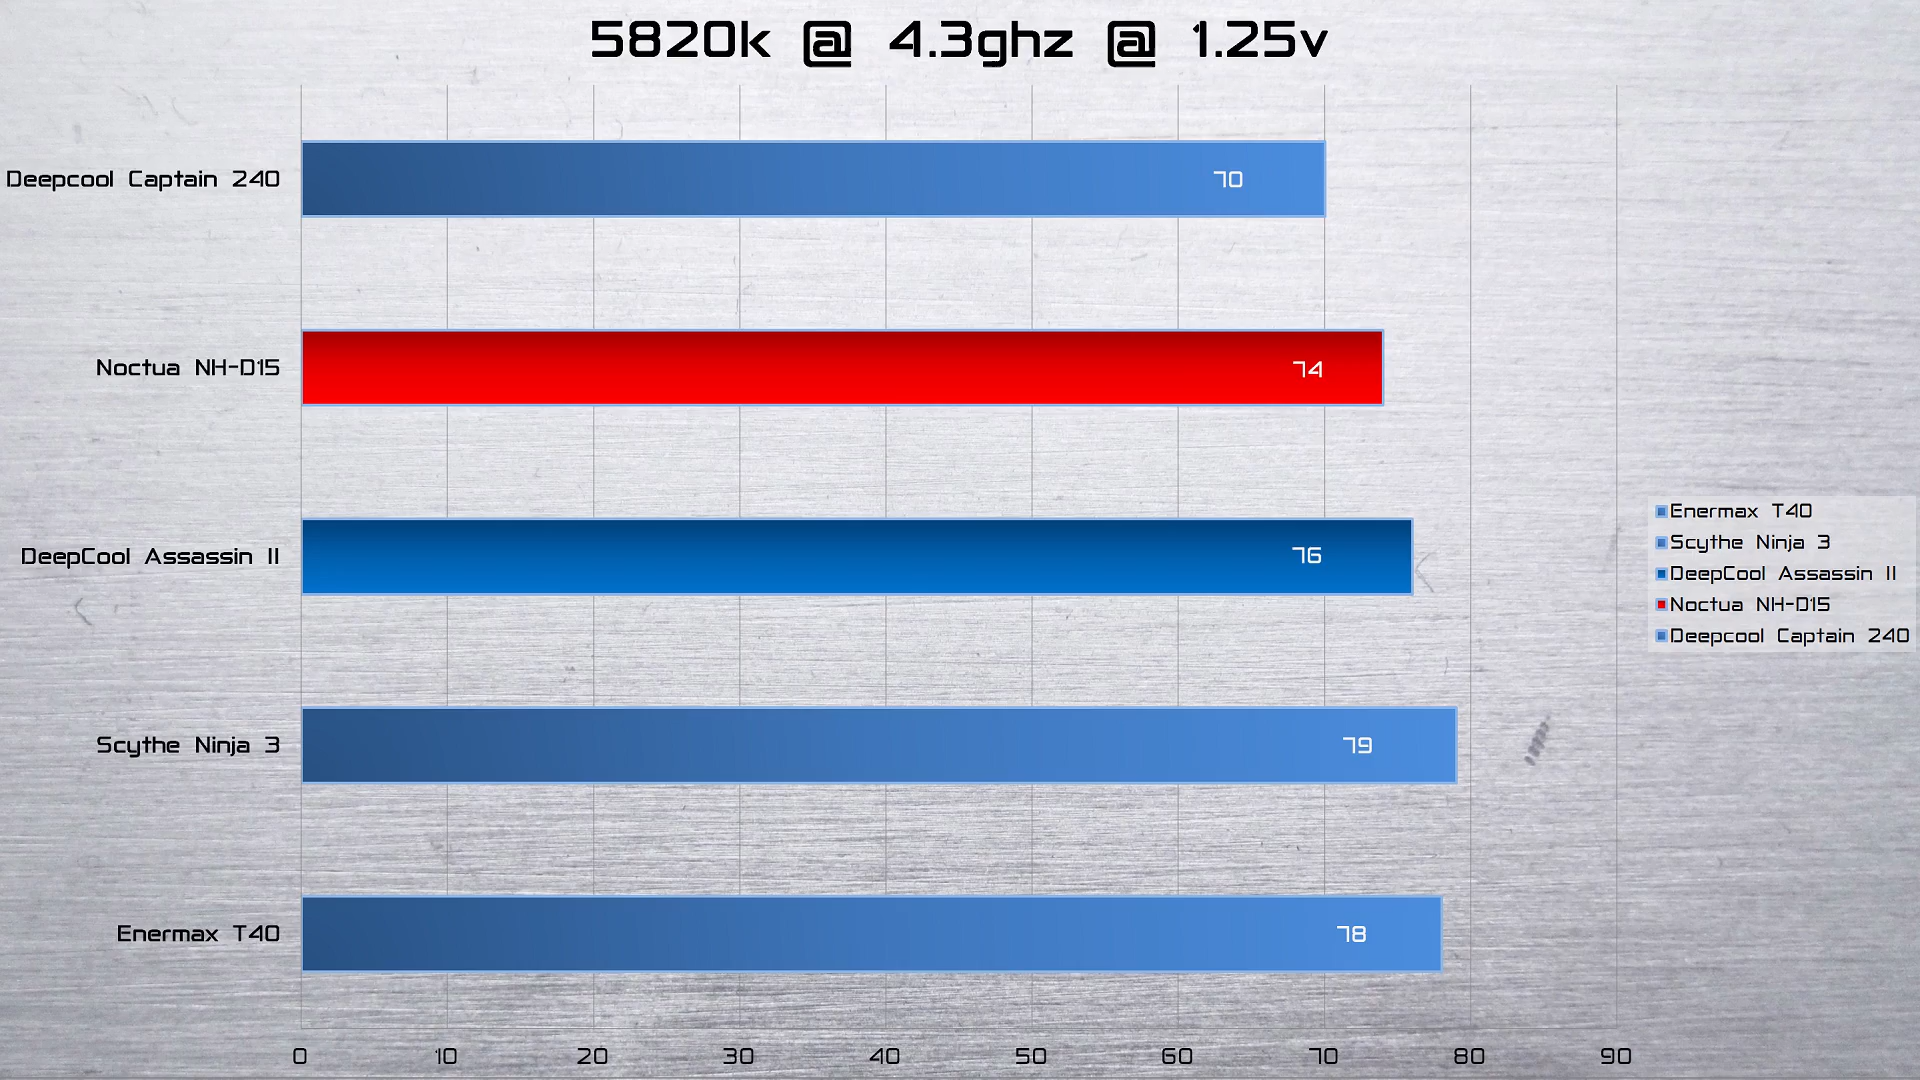 5820k @ 4.3ghz @ 1.25v
Deepcool Captain 240
70
Noctua NH-D15
74
DeepCool Assassin II
76
Scythe Ninja 3
79
Enermax T40
78
0 10 20 30 40 50 60 70 80 90
Enermax T40
Scythe Ninja 3
DeepCool Assassin II
Noctua NH-D15
Deepcool Captain 240